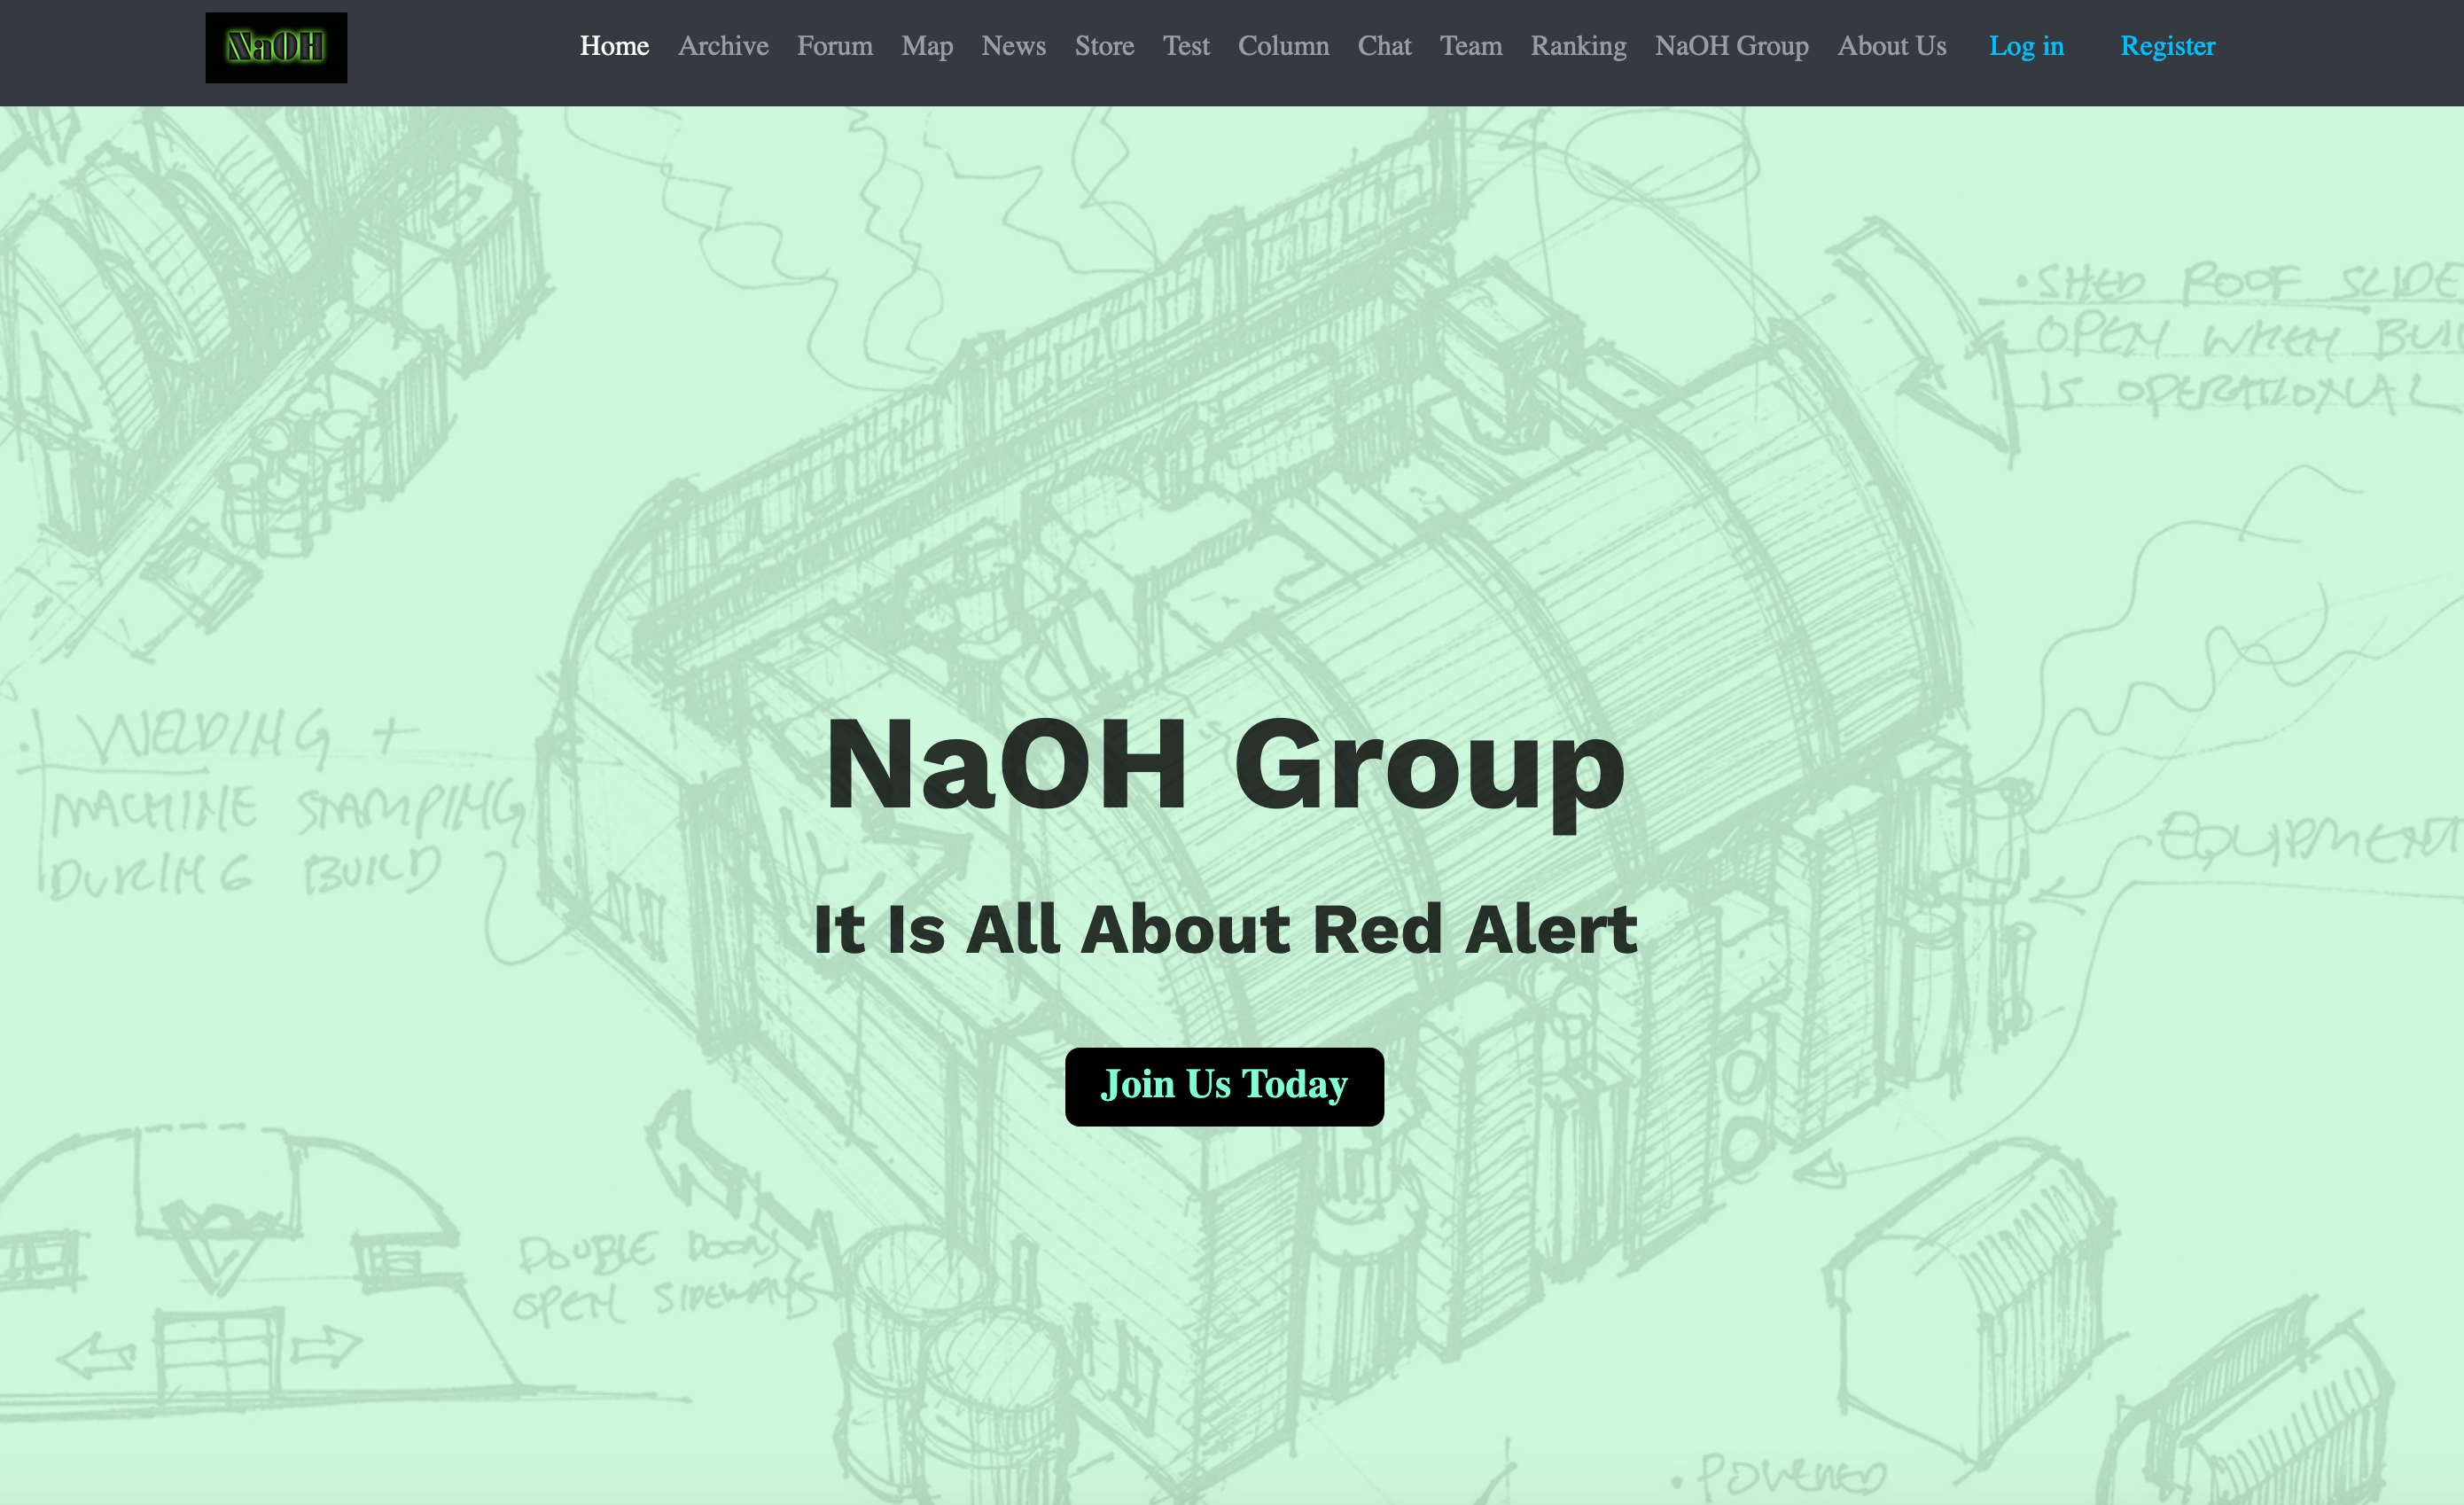 NaOH
Home Archive Forum Map News Store Test Column Chat Team Ranking NaOH Group About Us Log in Register
• SHED ROOF SLIDE
OPEN WHEN BUI
IS OPERATIONAL
• WELDING +
MACHINE STAMPING
DURING BUILD
NaOH Group
EQUIPMENT
It Is All About Red Alert
Join Us Today
DOUBLE DOORS
OPEN SIDEWAYS
• POWERED